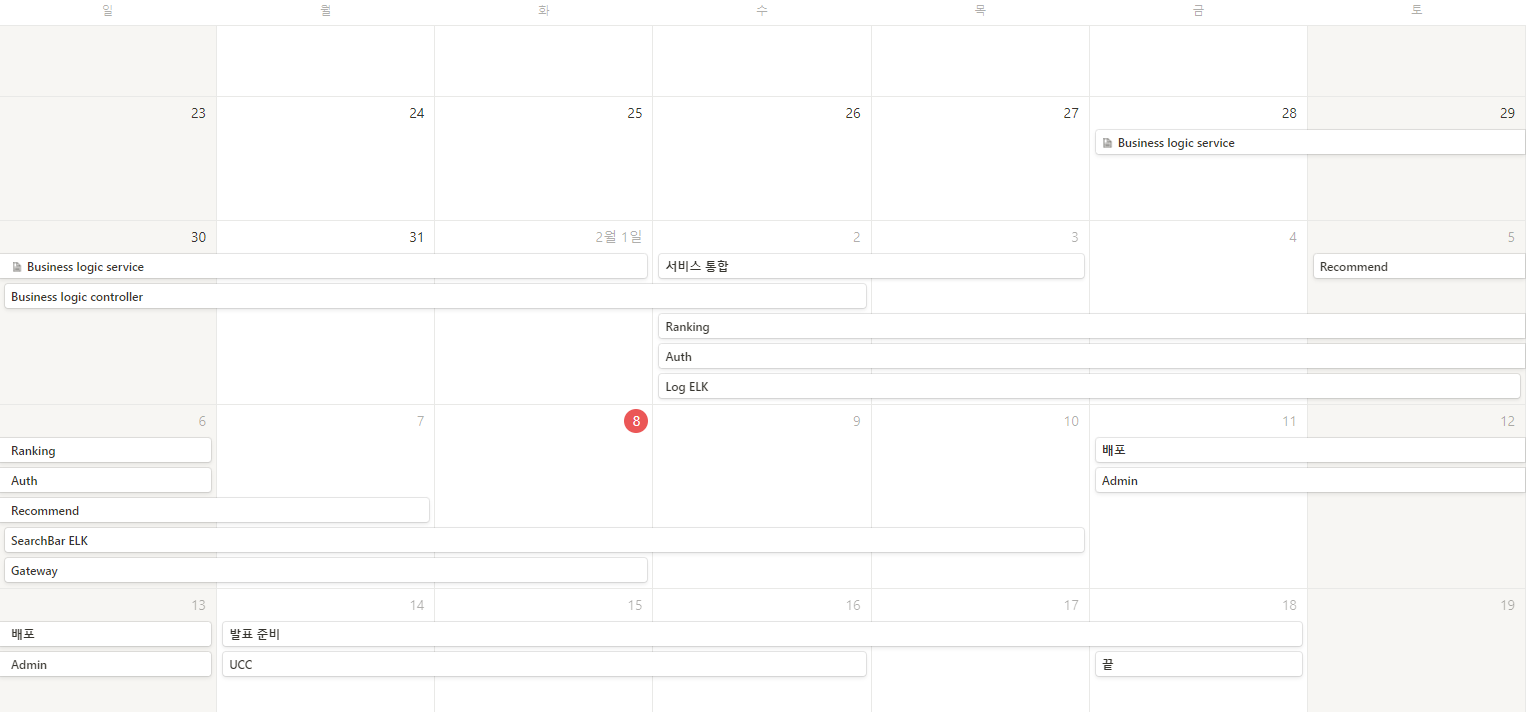 일 월 화 수 목 금 토
23 24 25 26 27 28 29
Business logic service
30 31 2월 1일 2 3 4 5
Business logic service 서비스 통합 Recommend
Business logic controller
Ranking
Auth
Log ELK
6 7 8 9 10 11 12
Ranking 배포
Auth Admin
Recommend
SearchBar ELK
Gateway
13 14 15 16 17 18 19
배포 발표 준비
Admin UCC 끝